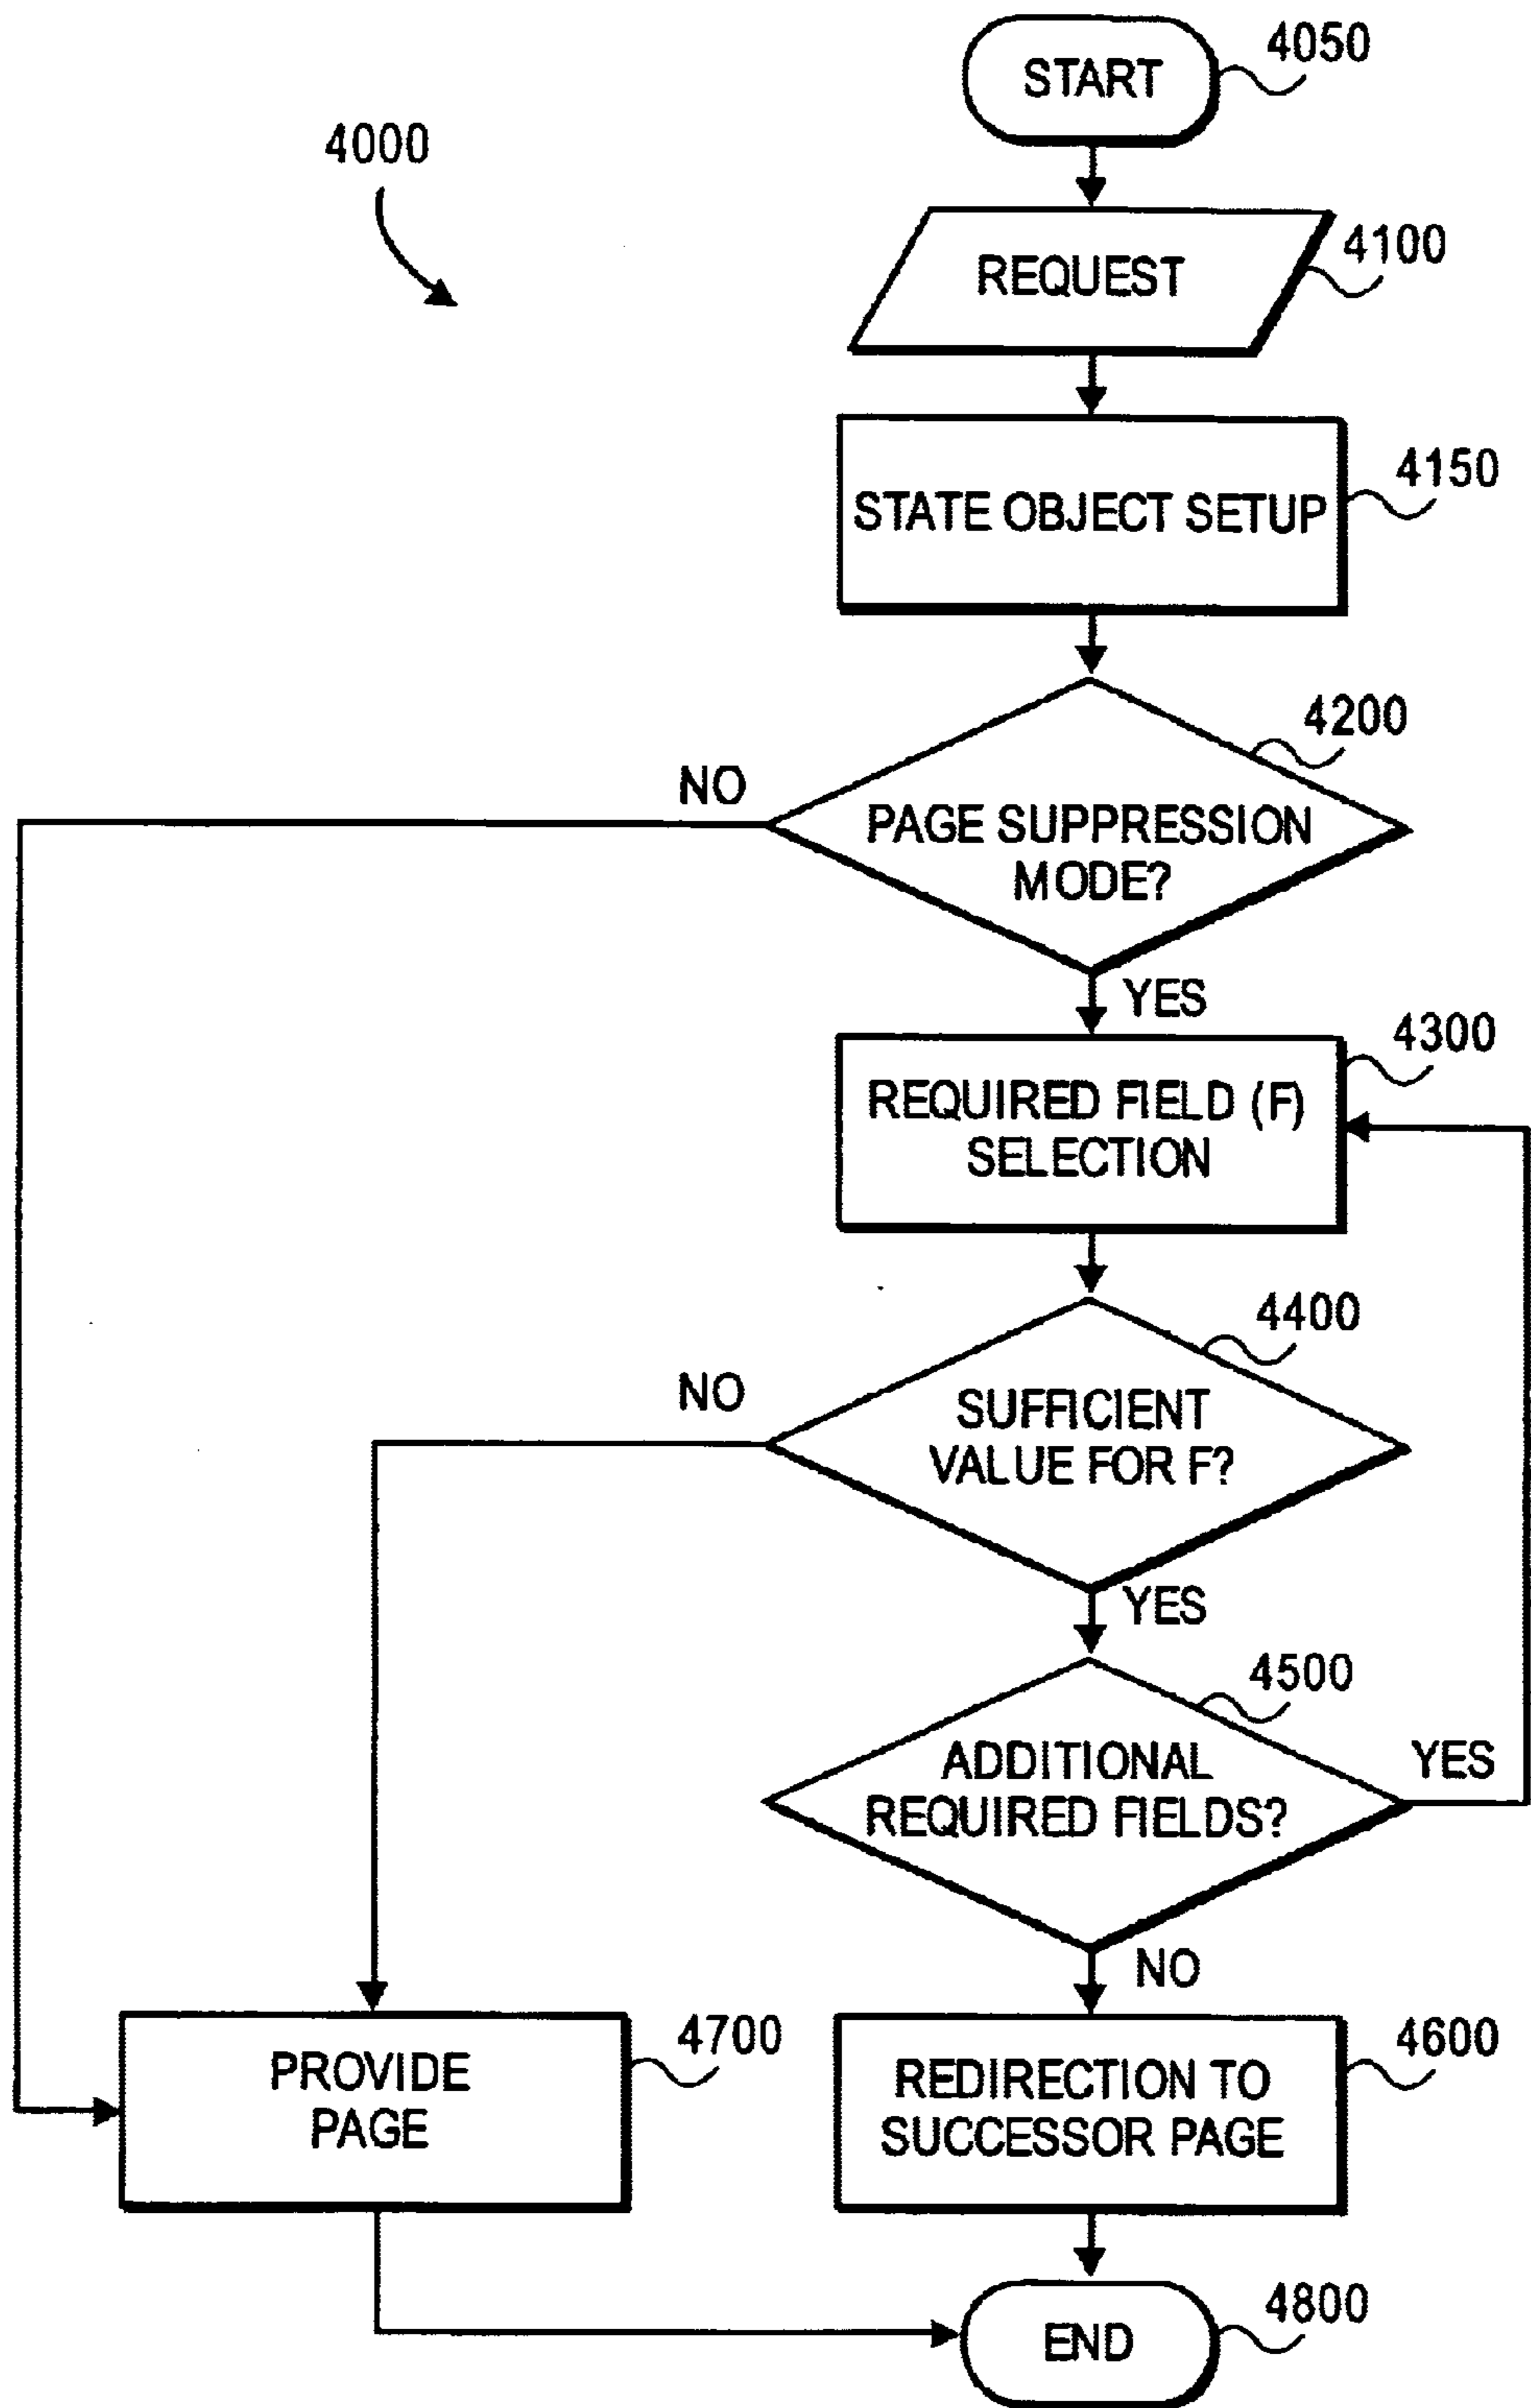 START
4050
4000
REQUEST
4100
STATE OBJECT SETUP
4150
4200
NO
PAGE SUPPRESSION
MODE?
YES
4300
REQUIRED FIELD (F)
SELECTION
4400
NO
SUFFICIENT
VALUE FOR F?
YES
4500
ADDITIONAL
REQUIRED FIELDS?
YES
NO
PROVIDE
PAGE
4700
REDIRECTION TO
SUCCESSOR PAGE
4600
END
4800